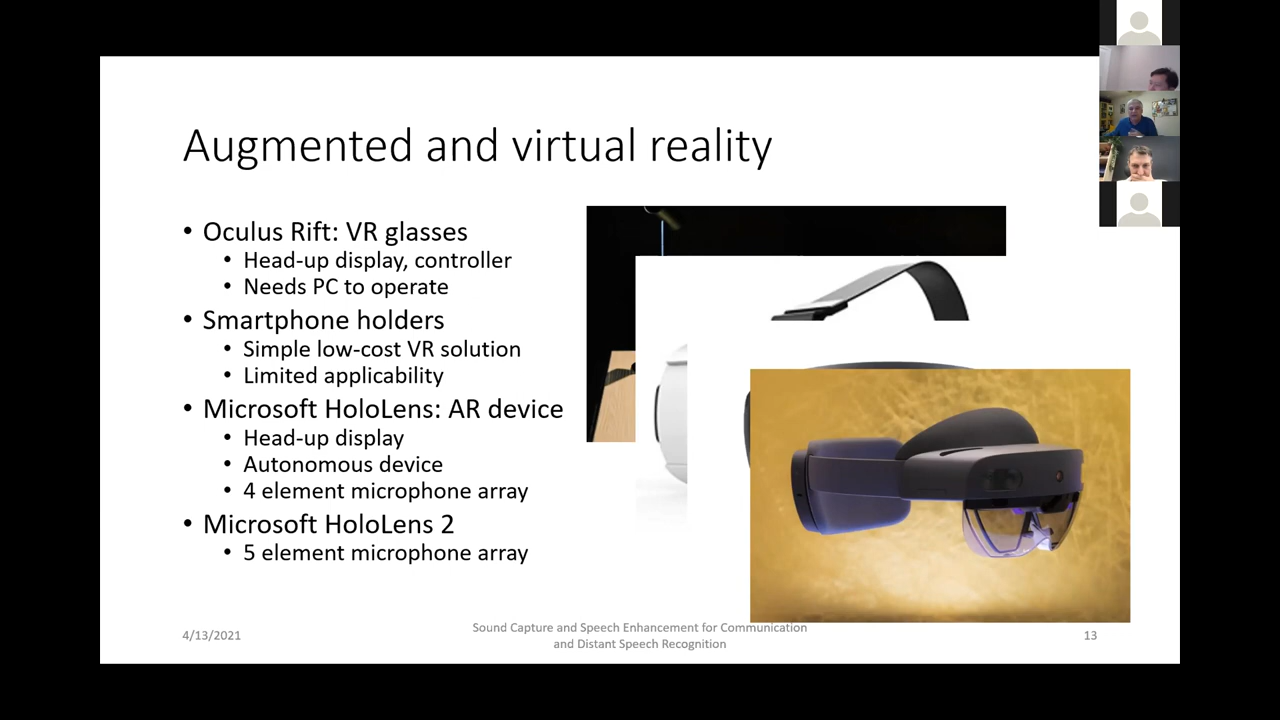 Augmented and virtual reality
• Oculus Rift: VR glasses
• Head-up display, controller
• Needs PC to operate
• Smartphone holders
• Simple low-cost VR solution
• Limited applicability
• Microsoft HoloLens: AR device
• Head-up display
• Autonomous device
• 4 element microphone array
• Microsoft HoloLens 2
• 5 element microphone array
4/13/2021
Sound Capture and Speech Enhancement for Communication
and Distant Speech Recognition
13